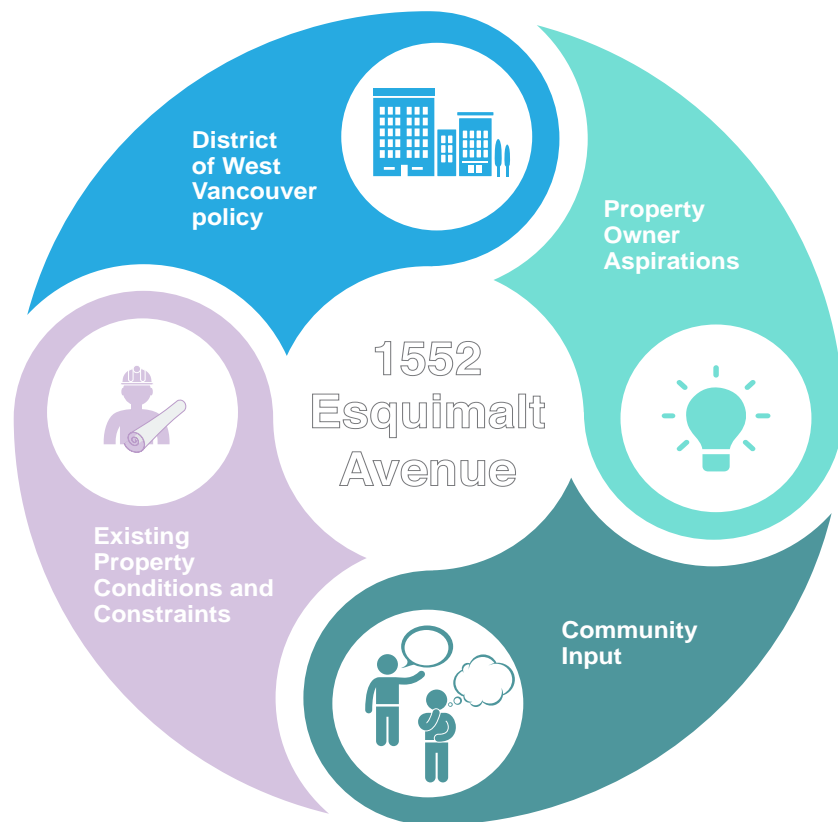 District
of West
Vancouver
policy
Property
Owner
Aspirations
1552
Esquimalt
Avenue
Existing
Property
Conditions and
Constraints
Community
Input